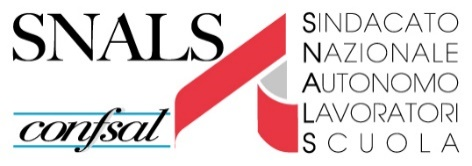 SNALS
confsal
SINDACATO
NAZIONALE
AUTONOMO
LAVORATORI
SCUOLA